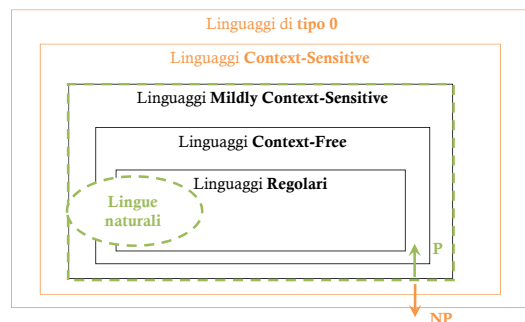 Linguaggi di tipo 0
Linguaggi Context-Sensitive
Linguaggi Mildly Context-Sensitive
Linguaggi Context-Free
Linguaggi Regolari
Lingue
naturali
P
NP